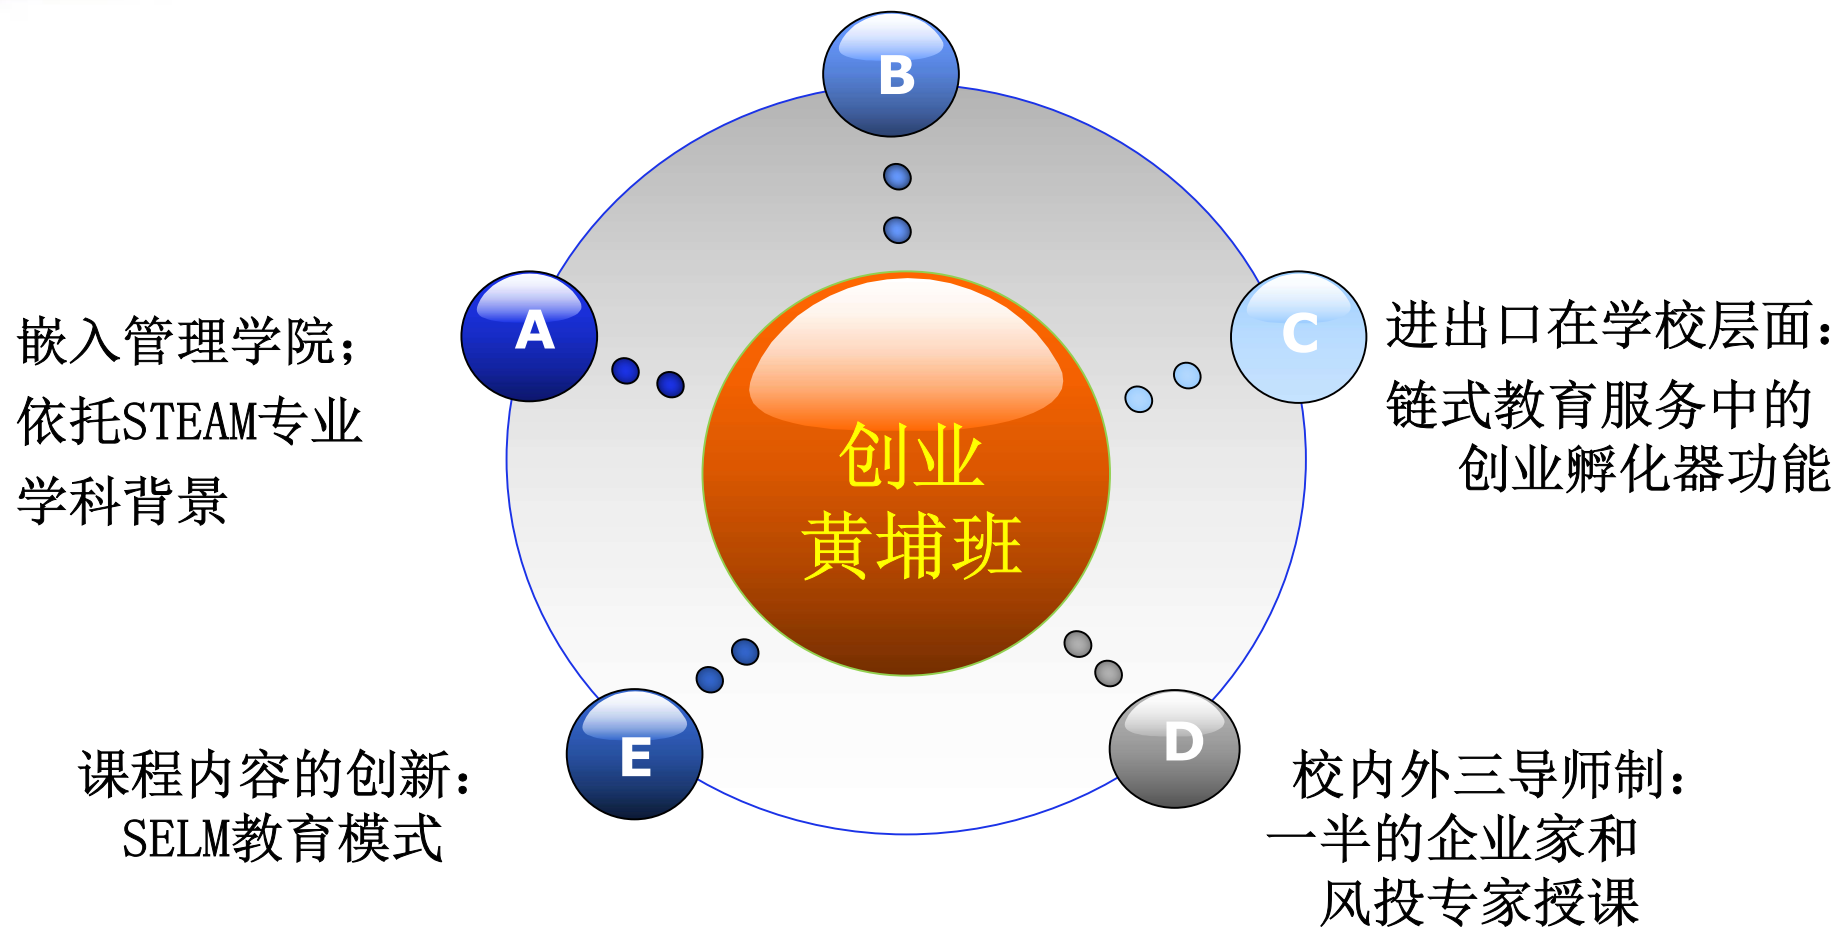 B
A
嵌入管理学院;
依托STEAM专业
学科背景
C
进出口在学校层面:
链式教育服务中的
创业孵化器功能
创业
黄埔班
E
课程内容的创新:
SELM教育模式
D
校内外三导师制:
一半的企业家和
风投专家授课